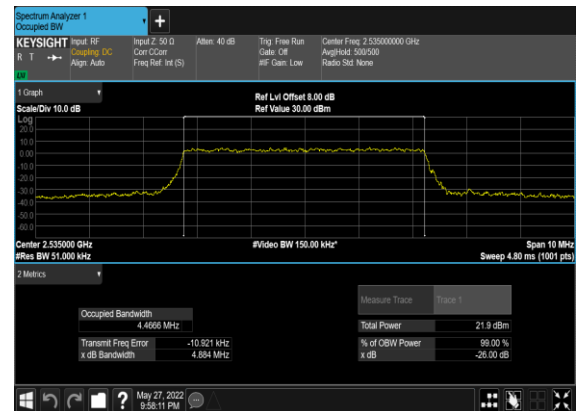 Spectrum Analyzer 1
Occupied BW
+
KEYSIGHT Input: RF Input Z: 50 Ω Atten: 40 dB Trig: Free Run Center Freq: 2.535000000 GHz
R T Coupling: DC Corr CCorr Gate: Off Avg|Hold: 500/500
Align: Auto Freq Ref: Int (S) #IF Gain: Low Radio Std: None
LW
1 Graph
Ref Lvl Offset 8.00 dB
Scale/Div 10.0 dB Ref Value 30.00 dBm
Log
20.0
10.0
0.00
-10.0
-20.0
-30.0
-40.0
-50.0
-60.0
Center 2.535000 GHz #Video BW 150.00 kHz* Span 10 MHz
#Res BW 51.000 kHz Sweep 4.80 ms (1001 pts)
2 Metrics
Measure Trace Trace 1
Occupied Bandwidth
4.4666 MHz Total Power 21.9 dBm
Transmit Freq Error -10.921 kHz % of OBW Power 99.00 %
x dB Bandwidth 4.884 MHz x dB -26.00 dB
? May 27, 2022
9:58:11 PM